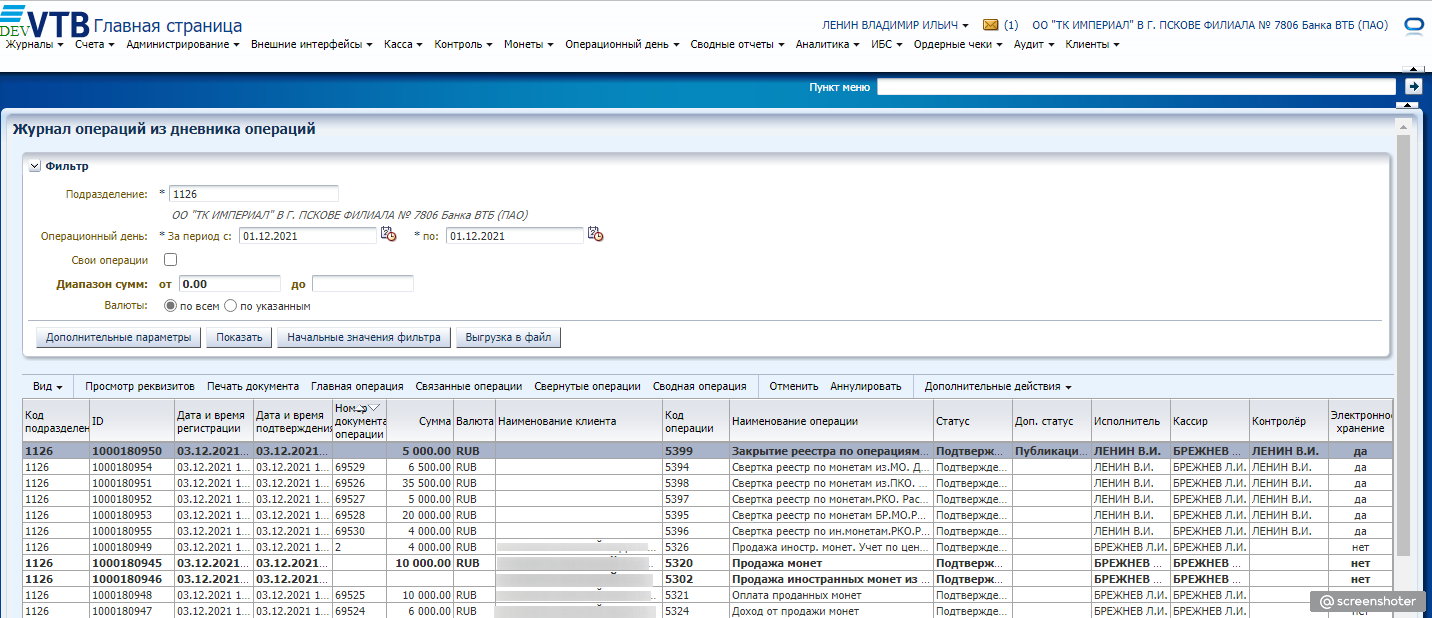 DEV VTB Главная страница
ЛЕНИН ВЛАДИМИР ИЛЬИЧ (1) ОО "ТК ИМПЕРИАЛ" В Г. ПСКОВЕ ФИЛИАЛА № 7806 Банка ВТБ (ПАО)
Журналы Счета Администрирование Внешние интерфейсы Касса Контроль Монеты Операционный день Сводные отчеты Аналитика ИБС Ордерные чеки Аудит Клиенты
Пункт меню
Журнал операций из дневника операций
Фильтр
Подразделение: * 1126
ОО "ТК ИМПЕРИАЛ" В Г. ПСКОВЕ ФИЛИАЛА № 7806 Банка ВТБ (ПАО)
Операционный день: * За период с: 01.12.2021 * по: 01.12.2021
Свои операции
Диапазон сумм: от 0.00 до
Валюты: по всем по указанным
Дополнительные параметры Показать Начальные значения фильтра Выгрузка в файл
Вид Просмотр реквизитов Печать документа Главная операция Связанные операции Свернутые операции Сводная операция Отменить Аннулировать Дополнительные действия
Код подразделен ID Дата и время регистрации Дата и время подтверждения Номер документа операции Сумма Валюта Наименование клиента Код операции Наименование операции Статус Доп. статус Исполнитель Кассир Контролёр Электронное хранение
1126 1000180950 03.12.2021... 03.12.2021... 5 000.00 RUB 5399 Закрытие реестра по операциям... Подтверж... Публикаци... ЛЕНИН В.И. БРЕЖНЕВ ... ЛЕНИН В.И. да
1126 1000180954 03.12.2021 1... 03.12.2021 1... 69529 6 500.00 RUB 5394 Свертка реестр по монетам из.МО. Д... Подтвержде... ЛЕНИН В.И. БРЕЖНЕВ Л.И. ЛЕНИН В.И. да
1126 1000180951 03.12.2021 1... 03.12.2021 1... 69526 35 500.00 RUB 5398 Свертка реестр по монетам из.ПКО. ... Подтвержде... ЛЕНИН В.И. БРЕЖНЕВ Л.И. ЛЕНИН В.И. да
1126 1000180952 03.12.2021 1... 03.12.2021 1... 69527 5 000.00 RUB 5397 Свертка реестр по монетам.РКО. Рас... Подтвержде... ЛЕНИН В.И. БРЕЖНЕВ Л.И. ЛЕНИН В.И. да
1126 1000180953 03.12.2021 1... 03.12.2021 1... 69528 20 000.00 RUB 5395 Свертка реестр по монетам БР.МО.Р... Подтвержде... ЛЕНИН В.И. БРЕЖНЕВ Л.И. ЛЕНИН В.И. да
1126 1000180955 03.12.2021 1... 03.12.2021 1... 69530 4 000.00 RUB 5396 Свертка реестр по ин.монетам.РКО.Р... Подтвержде... ЛЕНИН В.И. БРЕЖНЕВ Л.И. ЛЕНИН В.И. да
1126 1000180949 03.12.2021 1... 03.12.2021 1... 2 4 000.00 RUB 5326 Продажа иностр. монет. Учет по цен... Подтвержде... БРЕЖНЕВ Л.И. БРЕЖНЕВ Л.И. нет
1126 1000180945 03.12.2021... 03.12.2021... 10 000.00 RUB 5320 Продажа монет Подтверж... БРЕЖНЕВ ... БРЕЖНЕВ ... нет
1126 1000180946 03.12.2021... 03.12.2021... 5302 Продажа иностранных монет из ... Подтверж... БРЕЖНЕВ ... БРЕЖНЕВ ... нет
1126 1000180948 03.12.2021 1... 03.12.2021 1... 69525 10 000.00 RUB 5321 Оплата проданных монет Подтвержде... БРЕЖНЕВ Л.И. БРЕЖНЕВ Л.И.
1126 1000180947 03.12.2021 1... 03.12.2021 1... 69524 6 000.00 RUB 5324 Доход от продажи монет Подтвержде... БРЕЖНЕВ Л.И. БРЕЖНЕВ Л.И.
@screenshoter